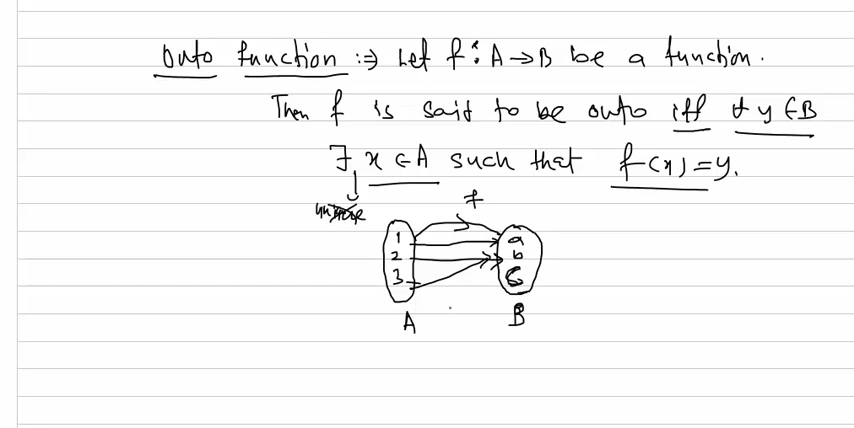 Onto function :⇒ Let f : A → B be a function.
Then f is said to be onto iff ∀ y ∈ B
∃ x ∈ A such that f(x) = y.
f
1 a
2 b
3
A B